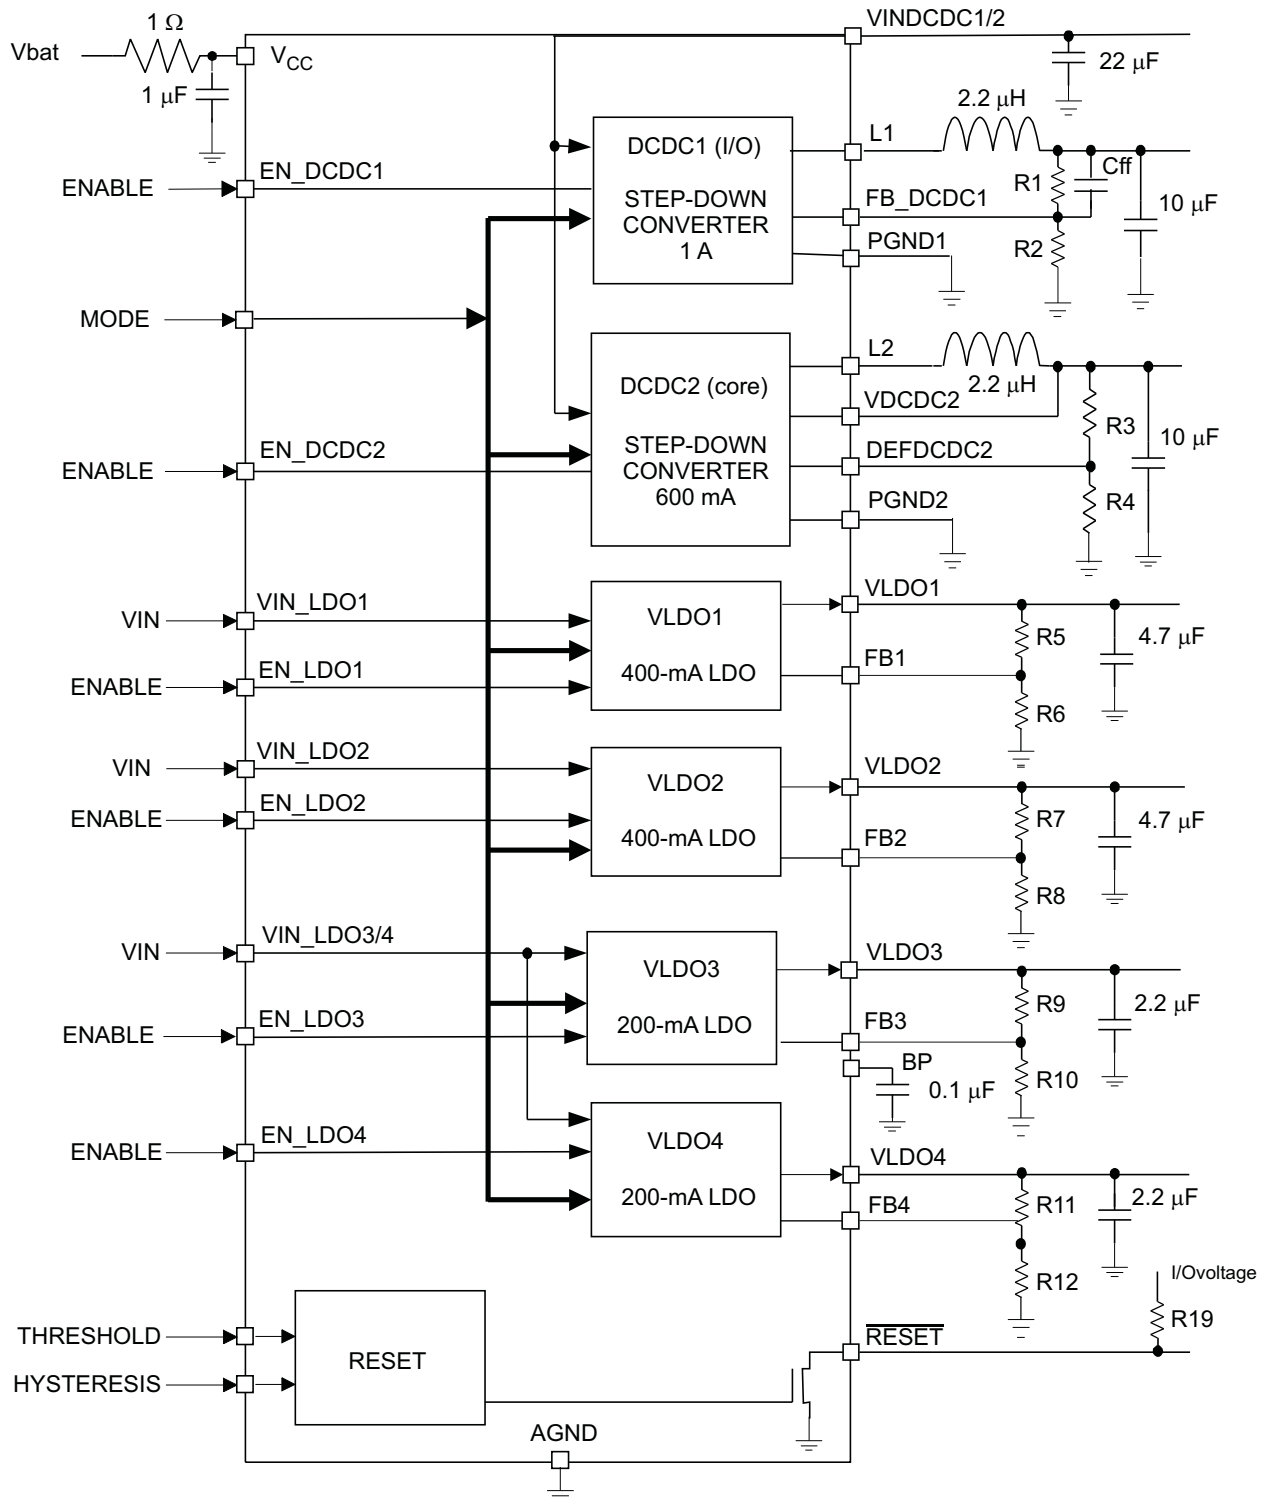 1 Ω
Vbat
VCC
1 μF
VINDCDC1/2
22 μF
2.2 μH
L1
DCDC1 (I/O)
STEP-DOWN
CONVERTER
1 A
ENABLE
EN_DCDC1
R1
Cff
FB_DCDC1
10 μF
PGND1
R2
MODE
L2
2.2 μH
DCDC2 (core)
VDCDC2
STEP-DOWN
CONVERTER
600 mA
R3
10 μF
ENABLE
EN_DCDC2
DEFDCDC2
PGND2
R4
VIN
VIN_LDO1
VLDO1
400-mA LDO
VLDO1
R5
4.7 μF
ENABLE
EN_LDO1
FB1
R6
VIN
VIN_LDO2
VLDO2
400-mA LDO
VLDO2
R7
4.7 μF
ENABLE
EN_LDO2
FB2
R8
VIN
VIN_LDO3/4
VLDO3
200-mA LDO
VLDO3
R9
2.2 μF
ENABLE
EN_LDO3
FB3
BP
0.1 μF
R10
ENABLE
EN_LDO4
VLDO4
200-mA LDO
VLDO4
R11
2.2 μF
FB4
R12
I/Ovoltage
R19
THRESHOLD
HYSTERESIS
RESET
RESET
AGND